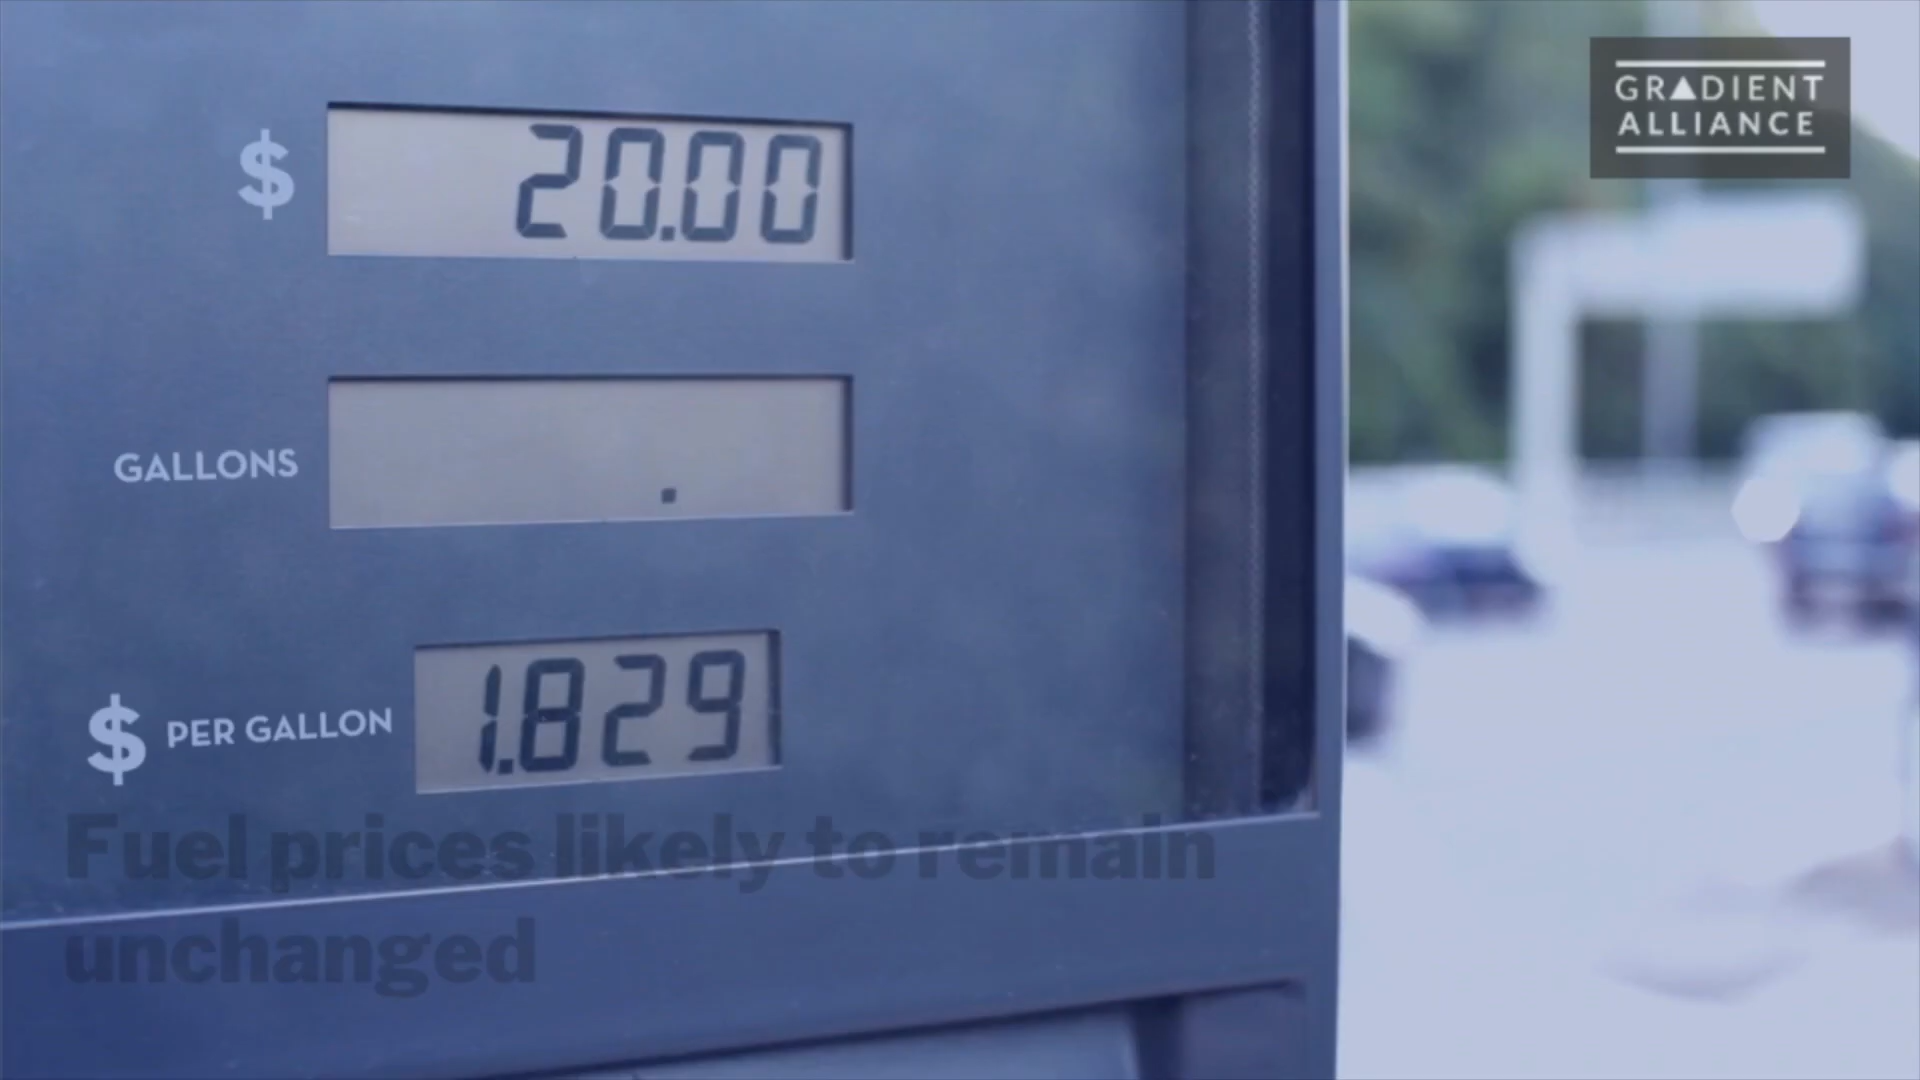 GRADIENT
ALLIANCE
$ 20.00
GALLONS .
$ PER GALLON 1.829
Fuel prices likely to remain
unchanged